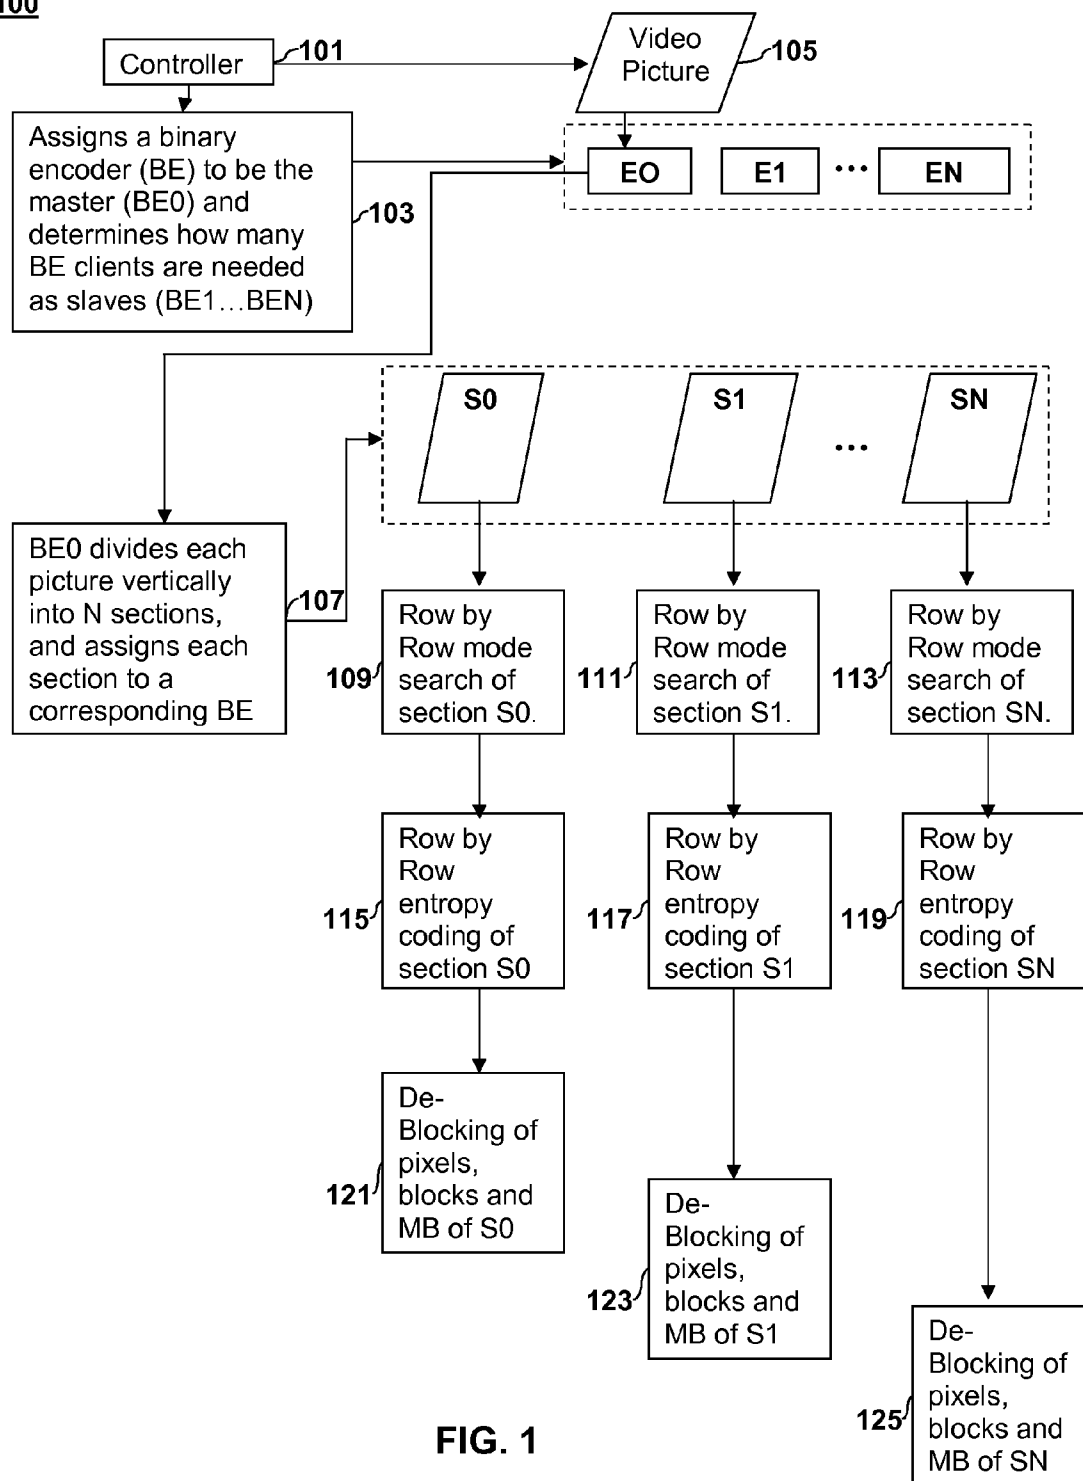 100
Controller
101
Video
Picture
105
Assigns a binary
encoder (BE) to be the
master (BE0) and
determines how many
BE clients are needed
as slaves (BE1...BEN)
103
EO
E1
...
EN
S0
S1
...
SN
BE0 divides each
picture vertically
into N sections,
and assigns each
section to a
corresponding BE
107
Row by
Row mode
search of
section S0.
109
Row by
Row mode
search of
section S1.
111
Row by
Row mode
search of
section SN.
113
Row by
Row
entropy
coding of
section S0
115
Row by
Row
entropy
coding of
section S1
117
Row by
Row
entropy
coding of
section SN
119
De-
Blocking of
pixels,
blocks and
MB of S0
121
De-
Blocking of
pixels,
blocks and
MB of S1
123
De-
Blocking of
pixels,
blocks and
MB of SN
125
FIG. 1